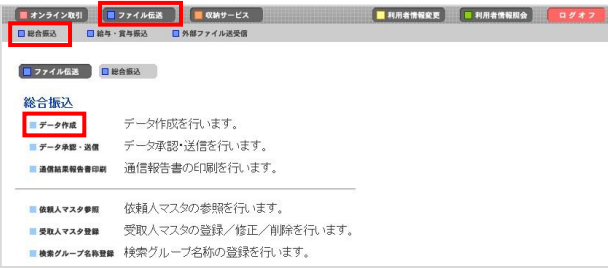 オンライン取引 ファイル伝送 収納サービス 利用者情報変更 利用者情報照会 ログオフ
総合振込 給与・賞与振込 外部ファイル送受信
ファイル伝送 総合振込
総合振込
データ作成 データ作成を行います。
データ承認・送信 データ承認・送信を行います。
通信結果報告書印刷 通信報告書の印刷を行います。
依頼人マスタ参照 依頼人マスタの参照を行います。
受取人マスタ登録 受取人マスタの登録／修正／削除を行います。
検索グループ名称登録 検索グループ名称の登録を行います。